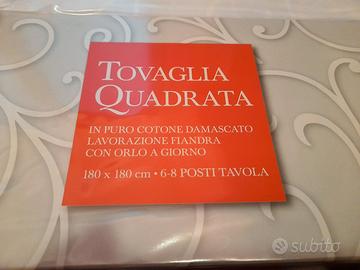 TOVAGLIA
QUADRATA
IN PURO COTONE DAMASCATO
LAVORAZIONE FIANDRA
CON ORLO A GIORNO
180 x 180 cm • 6-8 POSTI TAVOLA
subito